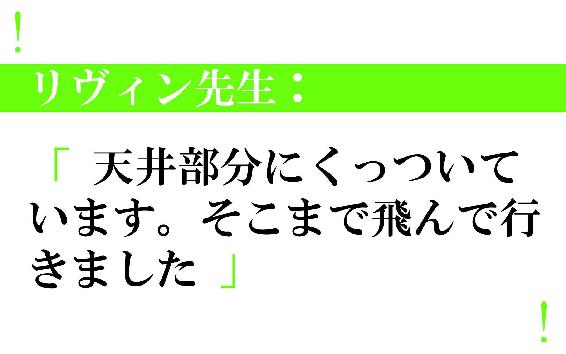 !
リヴィン先生：
「 天井部分にくっついて
います。そこまで飛んで行
きました 」
!